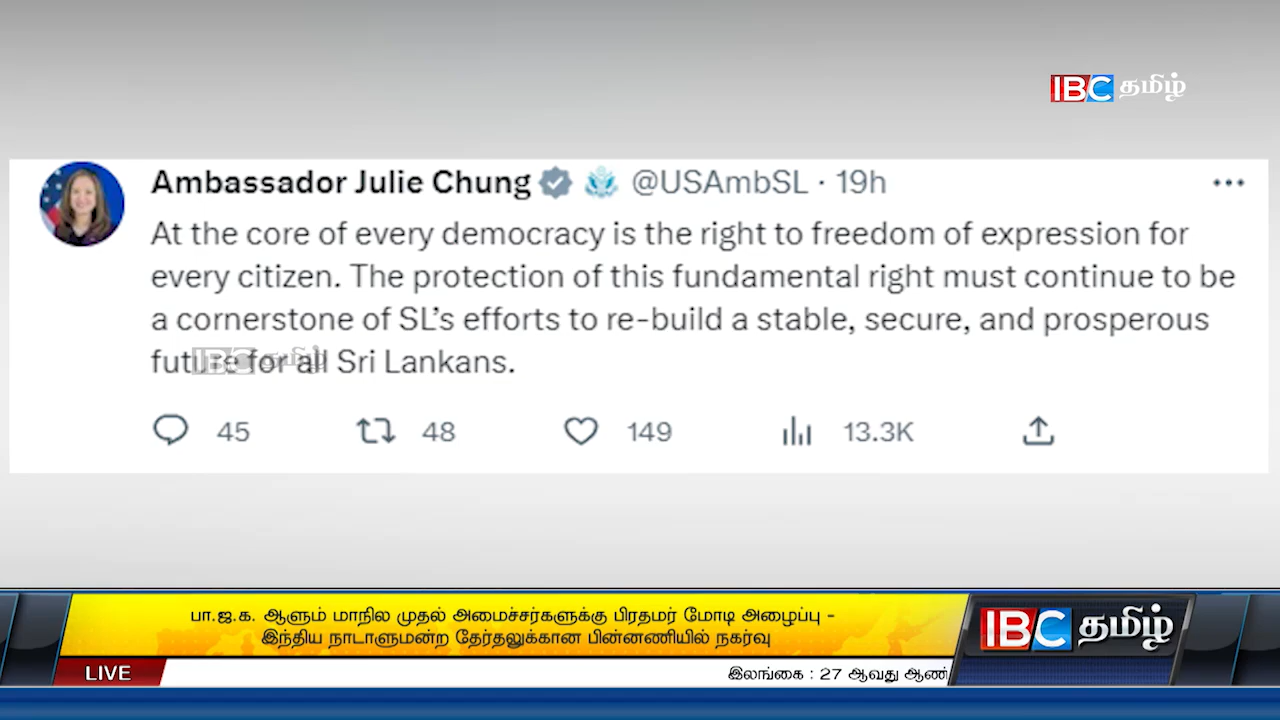 IBC தமிழ்
Ambassador Julie Chung @USAmbSL · 19h
At the core of every democracy is the right to freedom of expression for
every citizen. The protection of this fundamental right must continue to be
a cornerstone of SL's efforts to re-build a stable, secure, and prosperous
future for all Sri Lankans.
IBC தமிழ்
45 48 149 13.3K
பா.ஜ.க. ஆளும் மாநில முதல் அமைச்சர்களுக்கு பிரதமர் மோடி அழைப்பு -
இந்திய நாடாளுமன்ற தேர்தலுக்கான பின்னணியில் நகர்வு
IBC தமிழ்
LIVE
இலங்கை : 27 ஆவது ஆண்